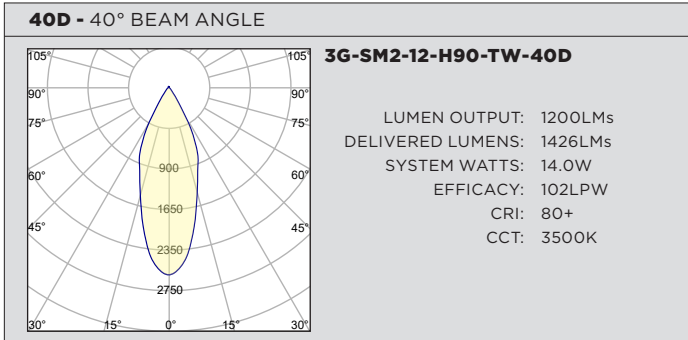 40D - 40° BEAM ANGLE
3G-SM2-12-H90-TW-40D
LUMEN OUTPUT: 1200LMs
DELIVERED LUMENS: 1426LMs
SYSTEM WATTS: 14.0W
EFFICACY: 102LPW
CRI: 80+
CCT: 3500K
105° 105°
90° 90°
75° 75°
900
60° 60°
1650
45° 45°
2350
2750
30° 15° 0° 15° 30°